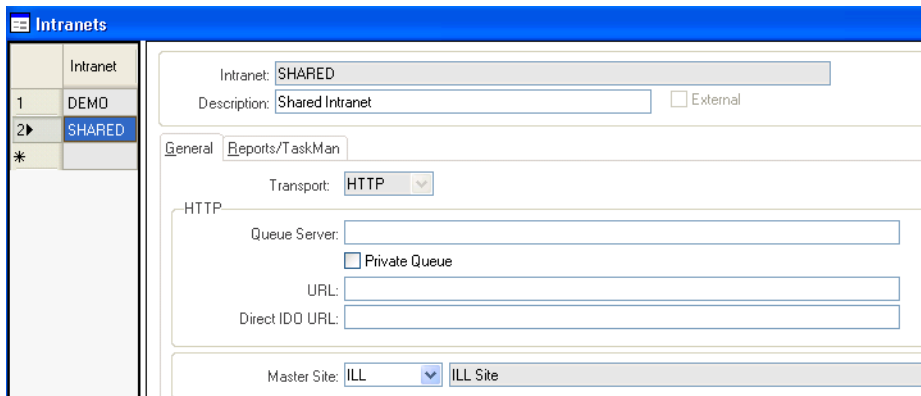 Intranets
Intranet
1 DEMO
2 SHARED
*
Intranet: SHARED
Description: Shared Intranet External
General Reports/TaskMan
Transport: HTTP
HTTP
Queue Server:
Private Queue
URL:
Direct IDO URL:
Master Site: ILL ILL Site